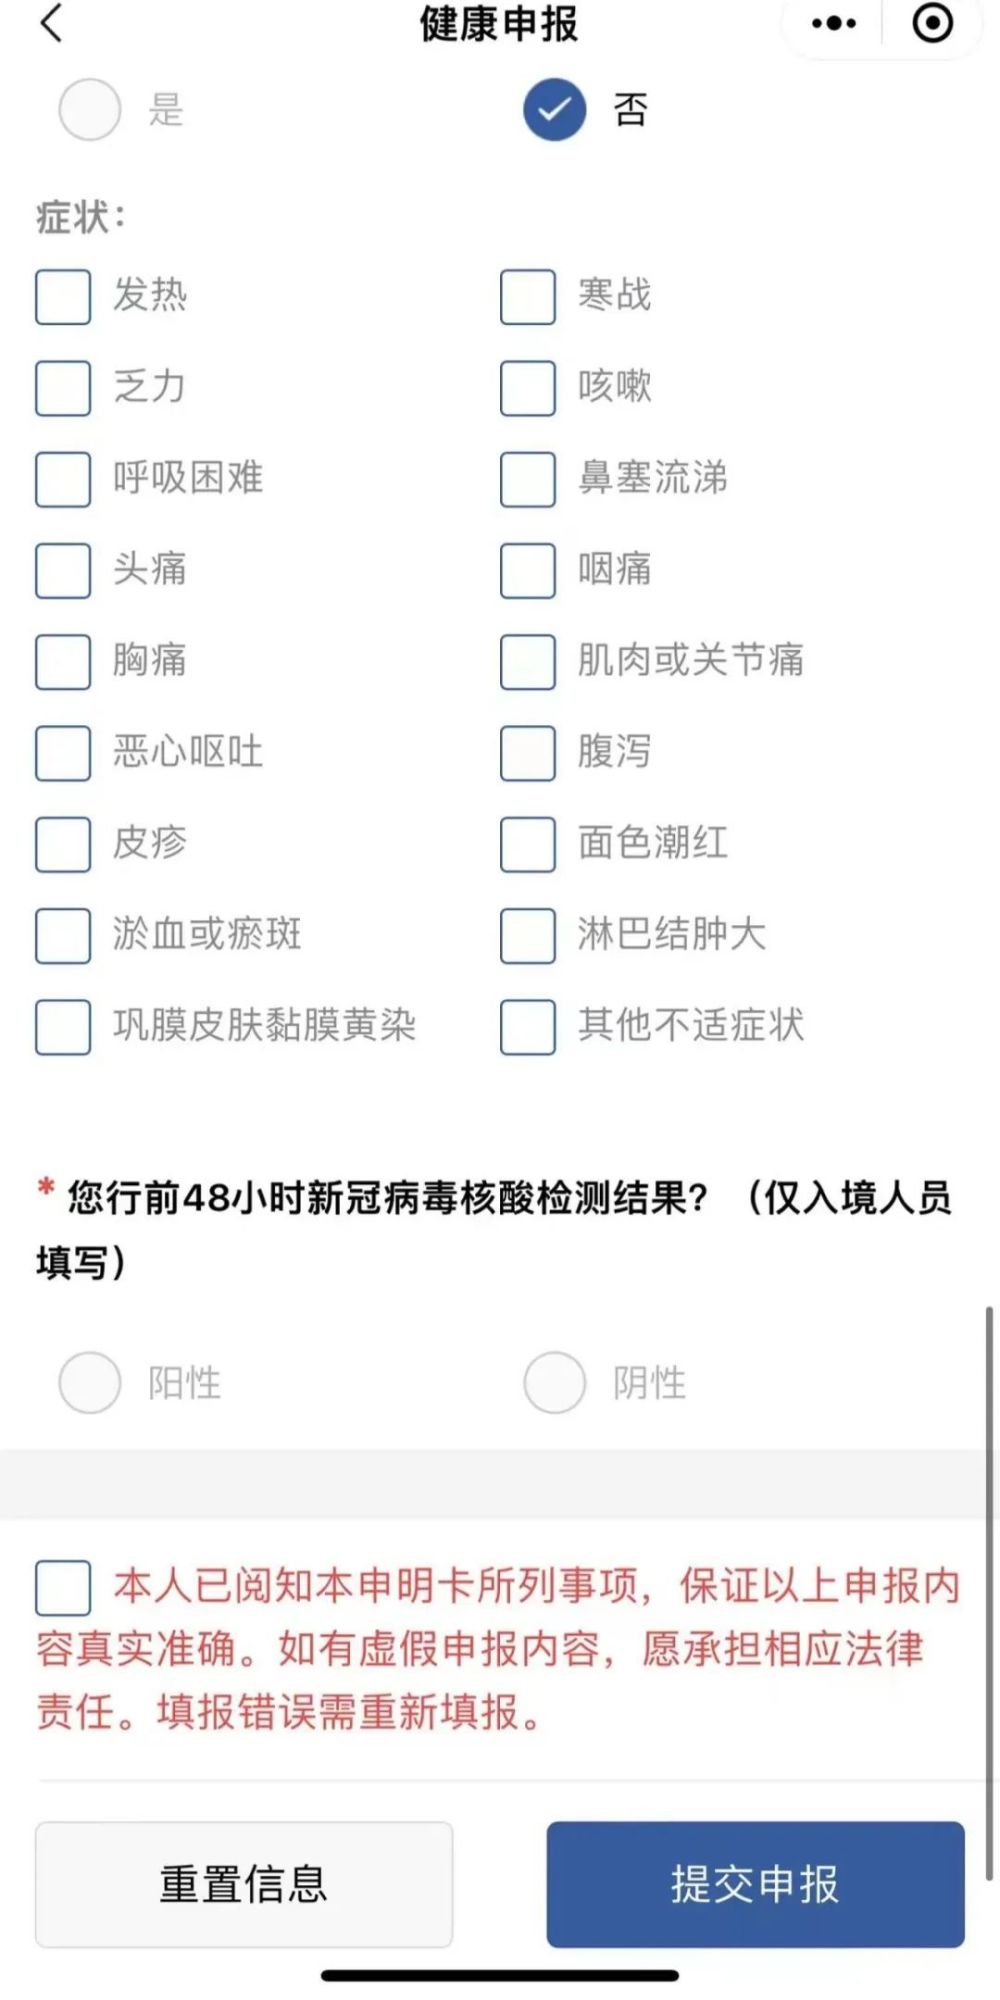 健康申报
是 否
症状：
发热 寒战
乏力 咳嗽
呼吸困难 鼻塞流涕
头痛 咽痛
胸痛 肌肉或关节痛
恶心呕吐 腹泻
皮疹 面色潮红
淤血或瘀斑 淋巴结肿大
巩膜皮肤黏膜黄染 其他不适症状
* 您行前48小时新冠病毒核酸检测结果？（仅入境人员
填写）
阳性 阴性
本人已阅知本申明卡所列事项，保证以上申报内
容真实准确。如有虚假申报内容，愿承担相应法律
责任。填报错误需重新填报。
重置信息 提交申报